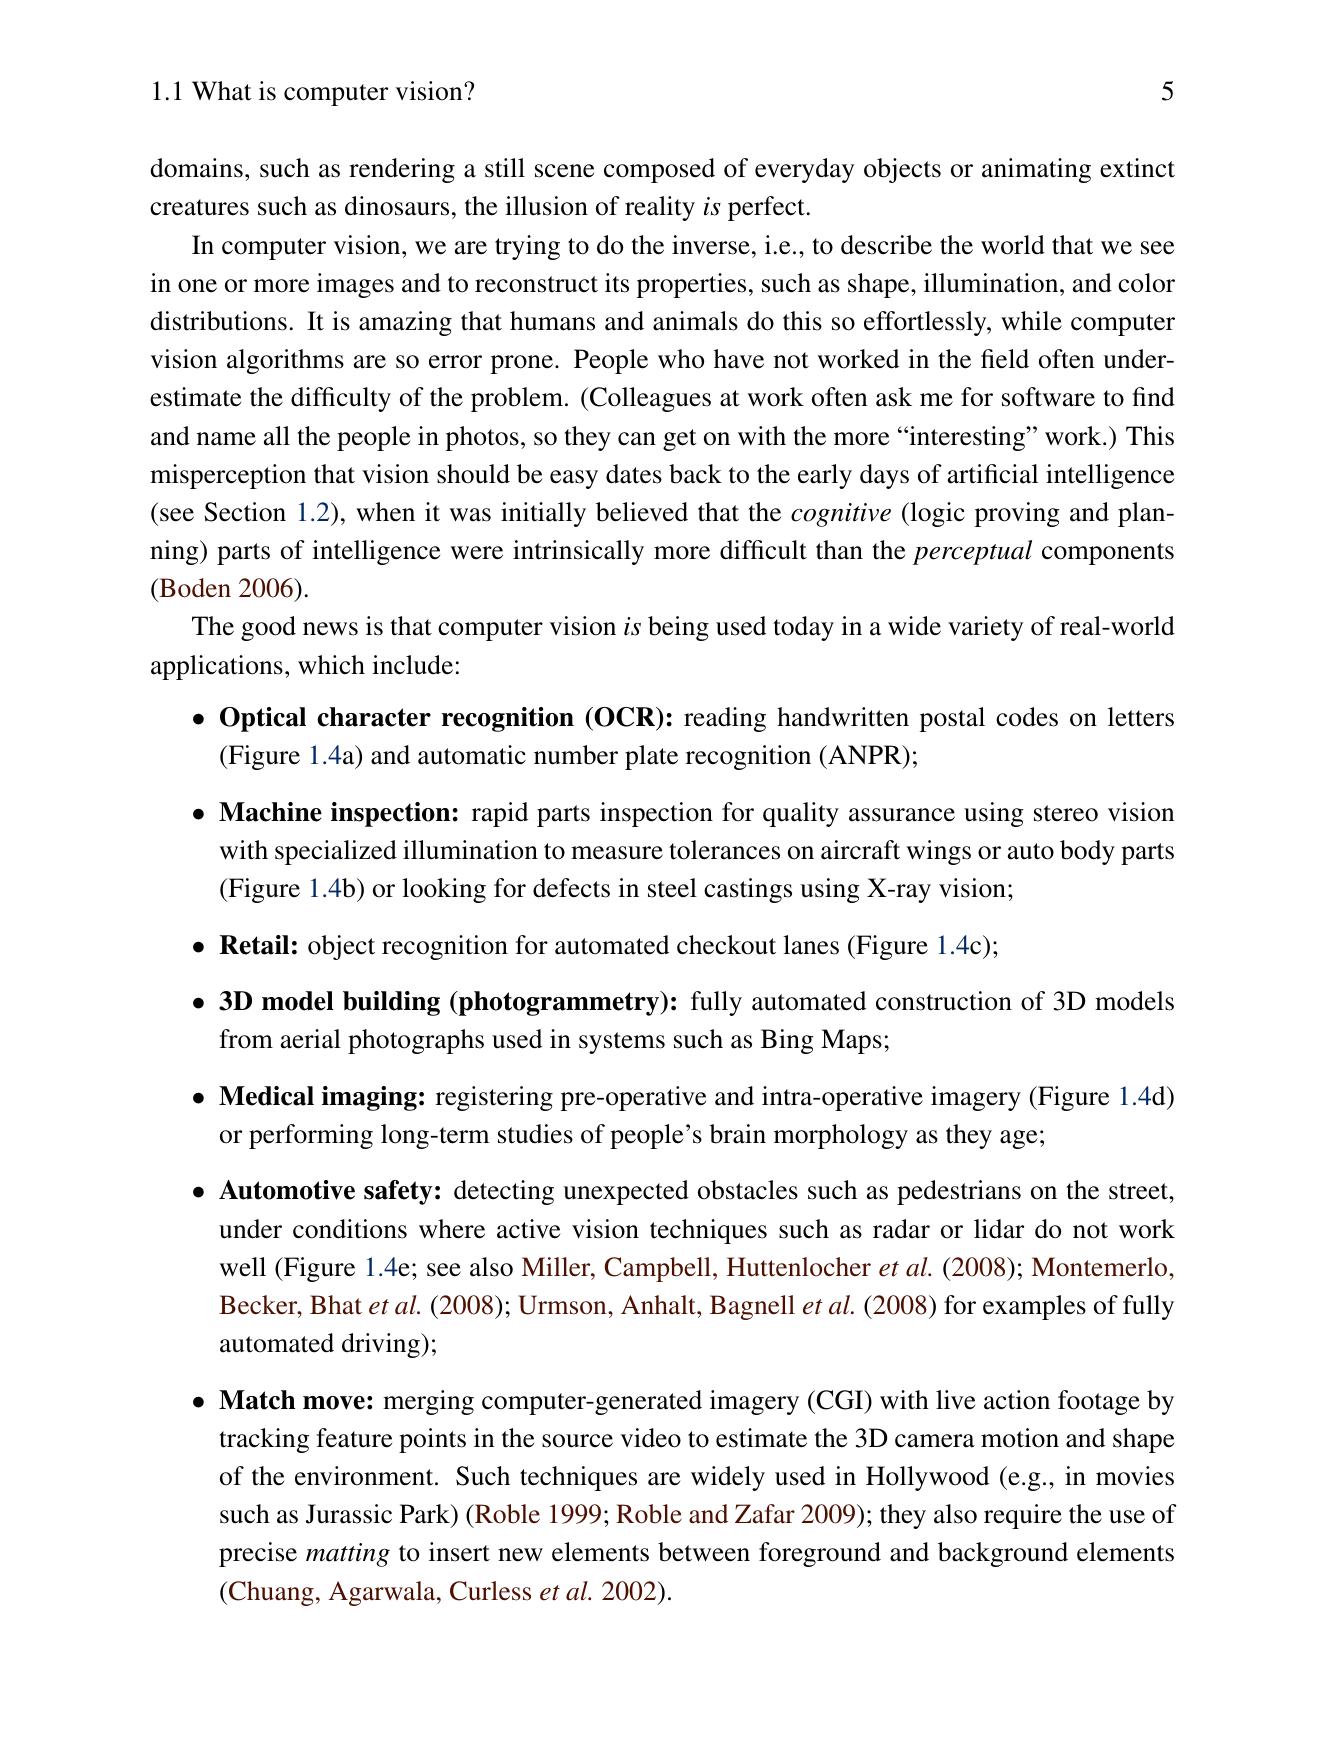 1.1 What is computer vision? 5
domains, such as rendering a still scene composed of everyday objects or animating extinct
creatures such as dinosaurs, the illusion of reality is perfect.
In computer vision, we are trying to do the inverse, i.e., to describe the world that we see
in one or more images and to reconstruct its properties, such as shape, illumination, and color
distributions. It is amazing that humans and animals do this so effortlessly, while computer
vision algorithms are so error prone. People who have not worked in the field often under-
estimate the difficulty of the problem. (Colleagues at work often ask me for software to find
and name all the people in photos, so they can get on with the more “interesting” work.) This
misperception that vision should be easy dates back to the early days of artificial intelligence
(see Section 1.2), when it was initially believed that the cognitive (logic proving and plan-
ning) parts of intelligence were intrinsically more difficult than the perceptual components
(Boden 2006).
The good news is that computer vision is being used today in a wide variety of real-world
applications, which include:
• Optical character recognition (OCR): reading handwritten postal codes on letters
(Figure 1.4a) and automatic number plate recognition (ANPR);
• Machine inspection: rapid parts inspection for quality assurance using stereo vision
with specialized illumination to measure tolerances on aircraft wings or auto body parts
(Figure 1.4b) or looking for defects in steel castings using X-ray vision;
• Retail: object recognition for automated checkout lanes (Figure 1.4c);
• 3D model building (photogrammetry): fully automated construction of 3D models
from aerial photographs used in systems such as Bing Maps;
• Medical imaging: registering pre-operative and intra-operative imagery (Figure 1.4d)
or performing long-term studies of people’s brain morphology as they age;
• Automotive safety: detecting unexpected obstacles such as pedestrians on the street,
under conditions where active vision techniques such as radar or lidar do not work
well (Figure 1.4e; see also Miller, Campbell, Huttenlocher et al. (2008); Montemerlo,
Becker, Bhat et al. (2008); Urmson, Anhalt, Bagnell et al. (2008) for examples of fully
automated driving);
• Match move: merging computer-generated imagery (CGI) with live action footage by
tracking feature points in the source video to estimate the 3D camera motion and shape
of the environment. Such techniques are widely used in Hollywood (e.g., in movies
such as Jurassic Park) (Roble 1999; Roble and Zafar 2009); they also require the use of
precise matting to insert new elements between foreground and background elements
(Chuang, Agarwala, Curless et al. 2002).